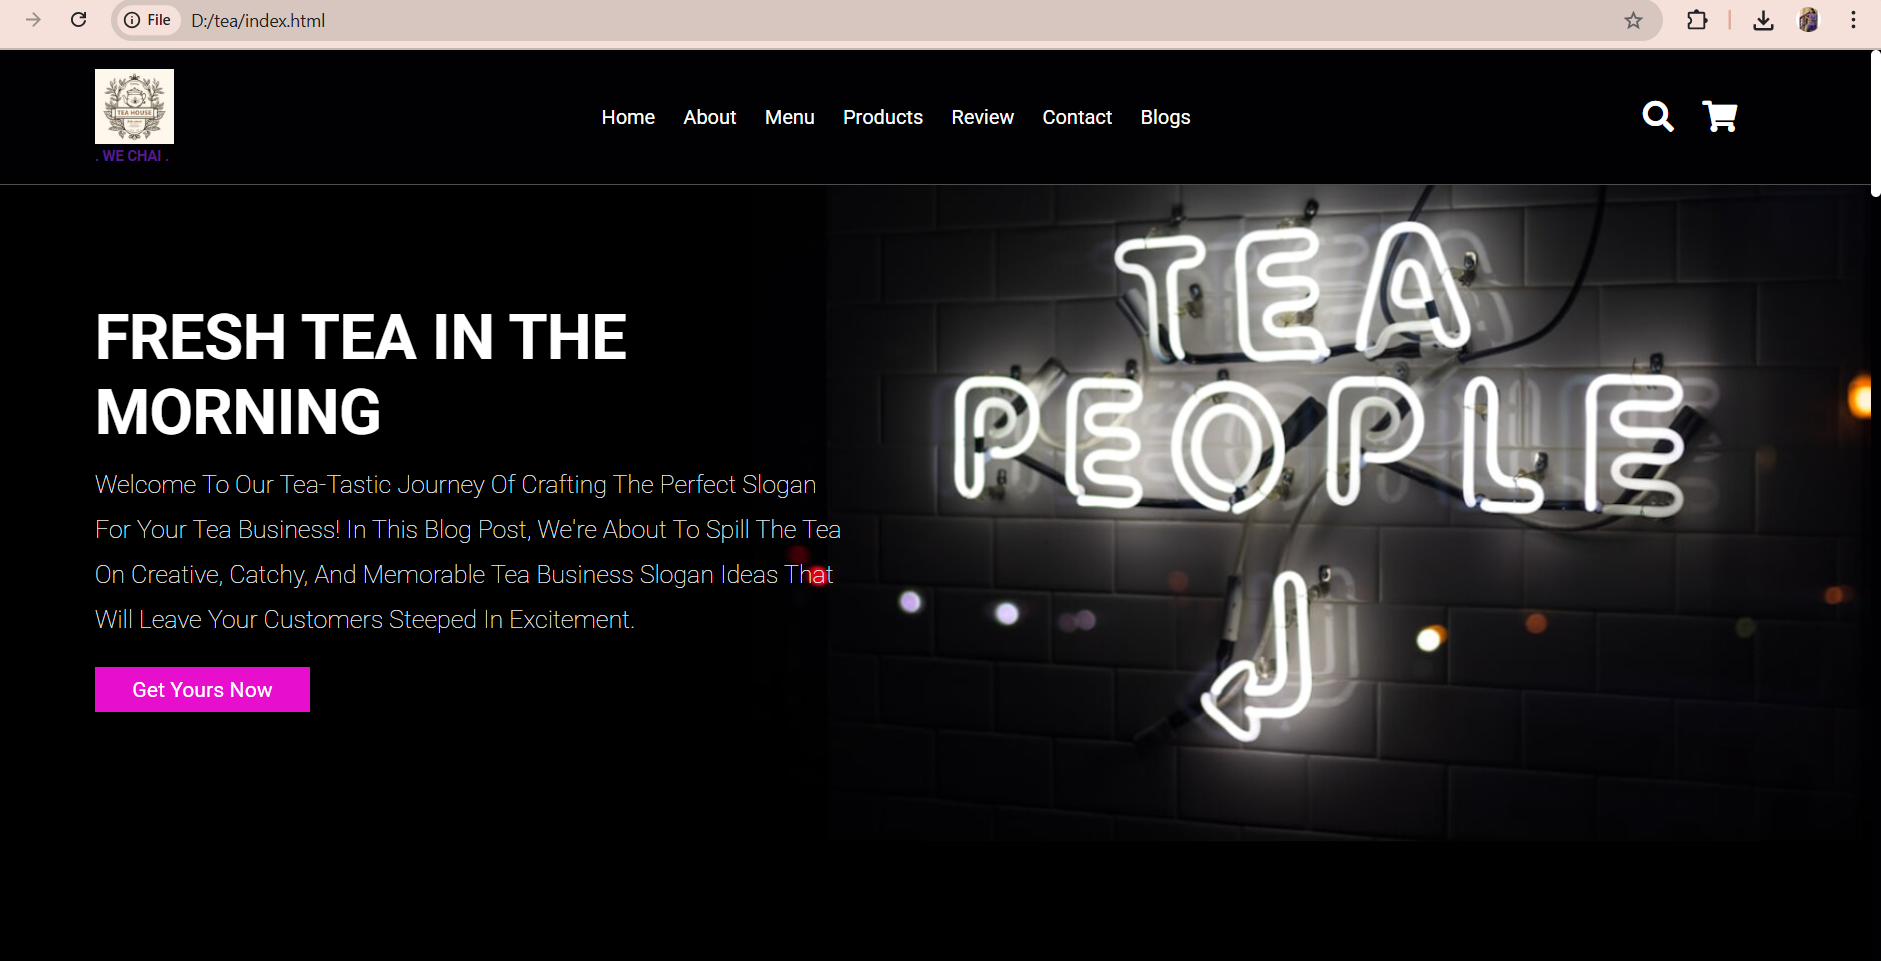 File D:/tea/index.html
TEA HOUSE
. WE CHAI .
Home About Menu Products Review Contact Blogs
FRESH TEA IN THE
MORNING
Welcome To Our Tea-Tastic Journey Of Crafting The Perfect Slogan
For Your Tea Business! In This Blog Post, We're About To Spill The Tea
On Creative, Catchy, And Memorable Tea Business Slogan Ideas That
Will Leave Your Customers Steeped In Excitement.
Get Yours Now
TEA
PEOPLE